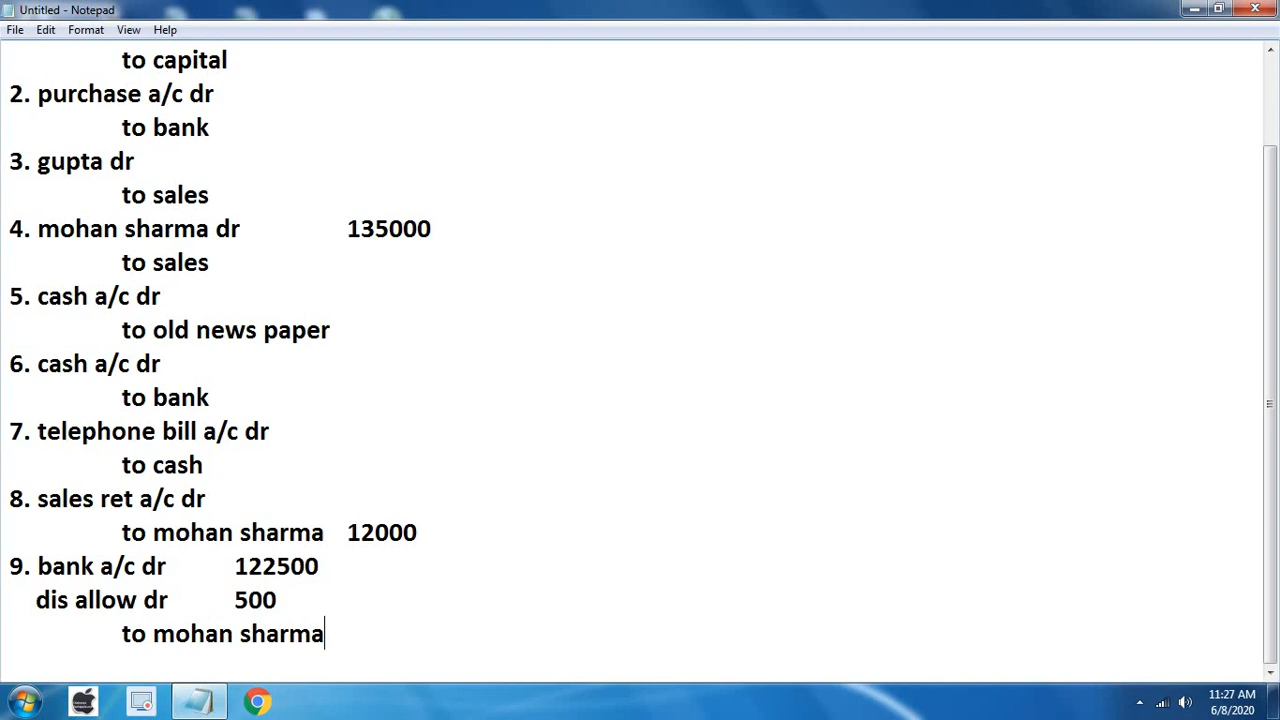 Untitled - Notepad
File Edit Format View Help
to capital
2. purchase a/c dr
to bank
3. gupta dr
to sales
4. mohan sharma dr 135000
to sales
5. cash a/c dr
to old news paper
6. cash a/c dr
to bank
7. telephone bill a/c dr
to cash
8. sales ret a/c dr
to mohan sharma 12000
9. bank a/c dr 122500
dis allow dr 500
to mohan sharma
11:27 AM
6/8/2020